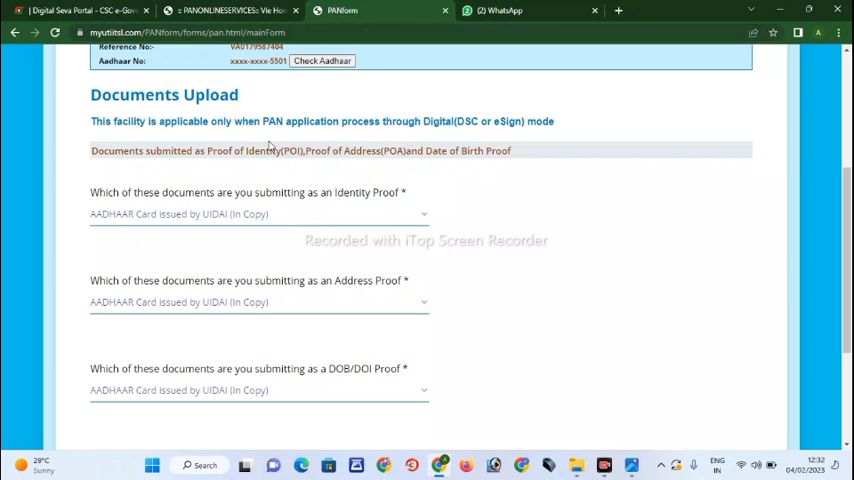 | Digital Seva Portal - CSC e-Gov
:: PANONLINESERVICES:: Vle Hom
PANform
(2) WhatsApp
myutiitsl.com/PANform/forms/pan.html/mainForm
Reference No:- VA0179587404
Aadhaar No: xxxx-xxxx-5501 Check Aadhaar
Documents Upload
This facility is applicable only when PAN application process through Digital(DSC or eSign) mode
Documents submitted as Proof of Identity(POI),Proof of Address(POA)and Date of Birth Proof
Which of these documents are you submitting as an Identity Proof *
AADHAAR Card issued by UIDAI (In Copy)
Recorded with iTop Screen Recorder
Which of these documents are you submitting as an Address Proof *
AADHAAR Card issued by UIDAI (In Copy)
Which of these documents are you submitting as a DOB/DOI Proof *
AADHAAR Card issued by UIDAI (In Copy)
29°C
Sunny
Search
ENG
IN
12:32
04/02/2023